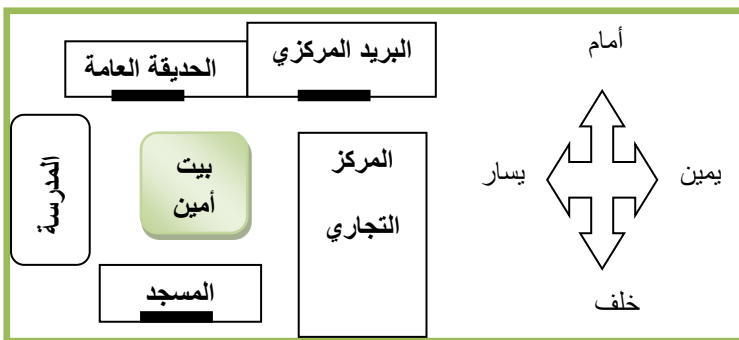 أمام
البريد المركزي
الحديقة العامة
يمين
يسار
المركز
التجاري
بيت
أمين
المدرسة
المسجد
خلف